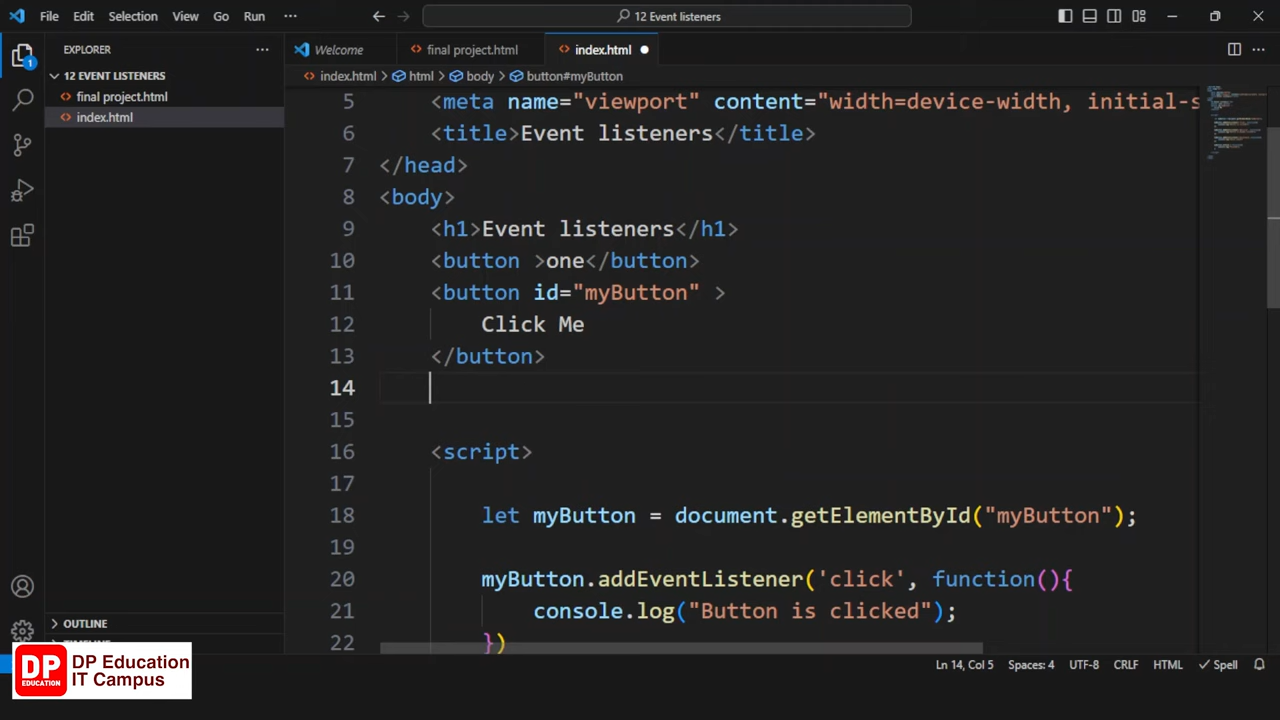 File Edit Selection View Go Run ··· 12 Event listeners
EXPLORER ···
Welcome final project.html index.html ···
12 EVENT LISTENERS
index.html > html > body > button#myButton
final project.html
index.html
1
5 <meta name="viewport" content="width=device-width, initial-s
6 <title>Event listeners</title>
7 </head>
8 <body>
9 <h1>Event listeners</h1>
10 <button >one</button>
11 <button id="myButton" >
12 Click Me
13 </button>
14
15
16 <script>
17
18 let myButton = document.getElementById("myButton");
19
20 myButton.addEventListener('click', function(){
21 console.log("Button is clicked");
22 })
OUTLINE
DP
EDUCATION
DP Education
IT Campus
Ln 14, Col 5 Spaces: 4 UTF-8 CRLF HTML Spell